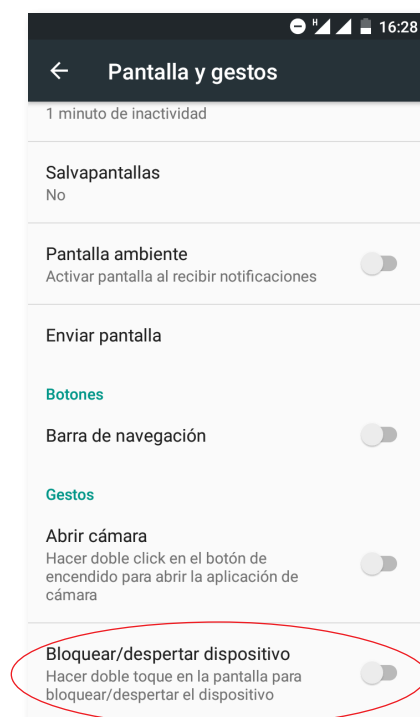 H 16:28
Pantalla y gestos
1 minuto de inactividad
Salvapantallas
No
Pantalla ambiente
Activar pantalla al recibir notificaciones
Enviar pantalla
Botones
Barra de navegación
Gestos
Abrir cámara
Hacer doble click en el botón de
encendido para abrir la aplicación de
cámara
Bloquear/despertar dispositivo
Hacer doble toque en la pantalla para
bloquear/despertar el dispositivo